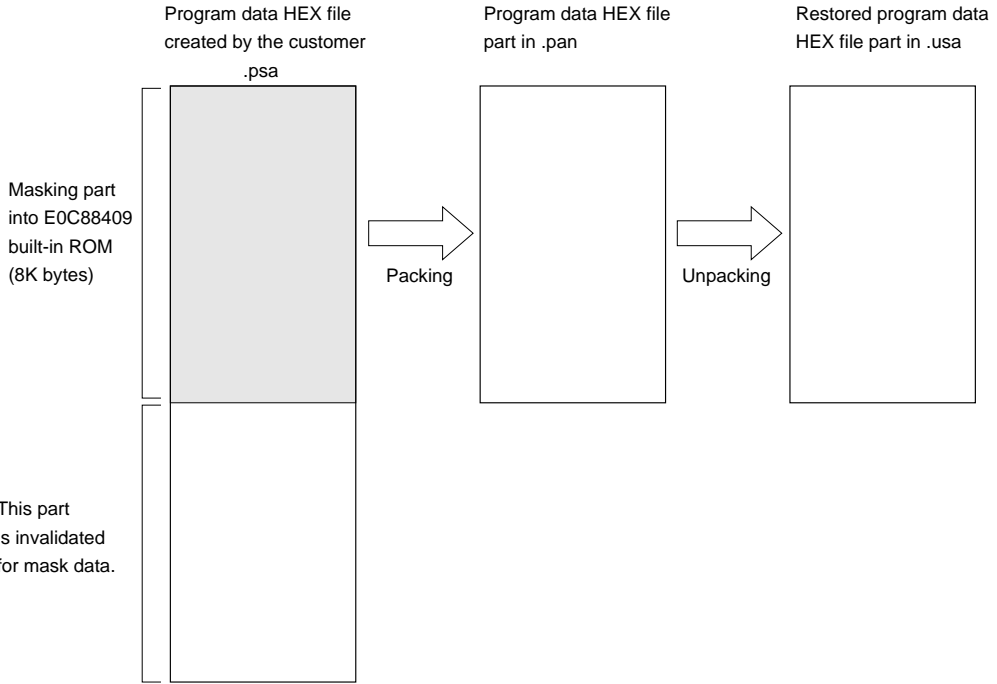 Program data HEX file
created by the customer
.psa
Program data HEX file
part in .pan
Restored program data
HEX file part in .usa
Masking part
into E0C88409
built-in ROM
(8K bytes)
Packing
Unpacking
This part
is invalidated
for mask data.